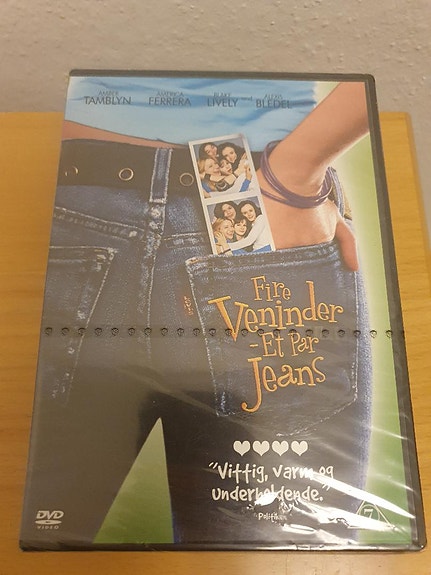 AMBER AMERICA BLAKE and ALEXIS
TAMBLYN FERRERA LIVELY BLEDEL
Fire
Veninder
- Et Par
Jeans
"Vittig, varm og
underholdende."
Politiken
DVD
VIDEO
7